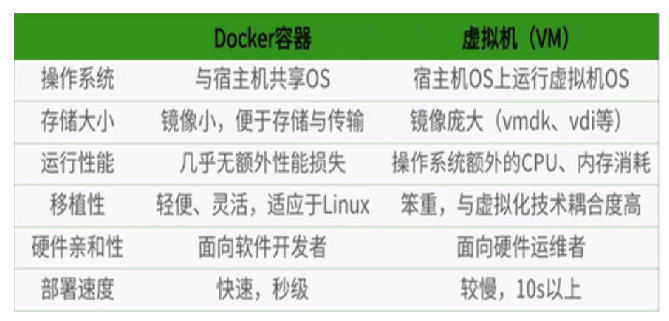 Docker容器 虚拟机（VM）
操作系统 与宿主机共享OS 宿主机OS上运行虚拟机OS
存储大小 镜像小，便于存储与传输 镜像庞大（vmdk、vdi等）
运行性能 几乎无额外性能损失 操作系统额外的CPU、内存消耗
移植性 轻便、灵活，适应于Linux 笨重，与虚拟化技术耦合度高
硬件亲和性 面向软件开发者 面向硬件运维者
部署速度 快速，秒级 较慢，10s以上